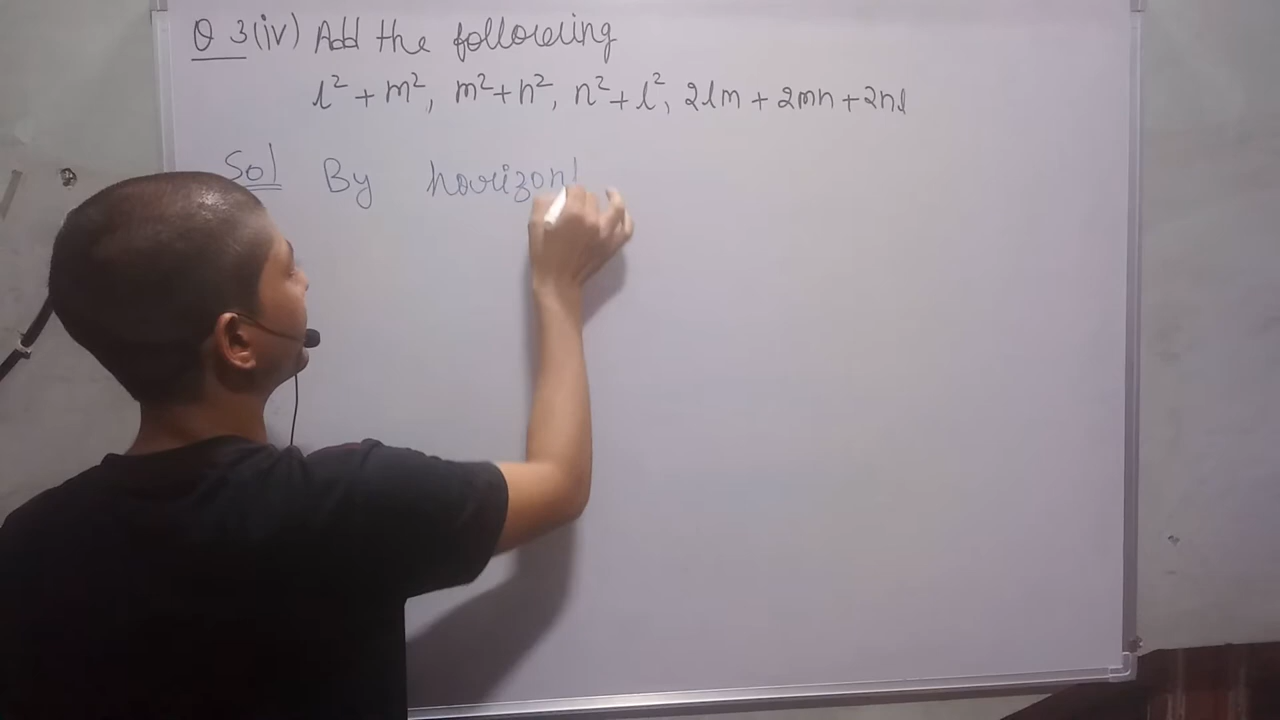 Q 3(iv) Add the following
l² + m², m² + n², n² + l², 2lm + 2mn + 2nl
Sol By horizont